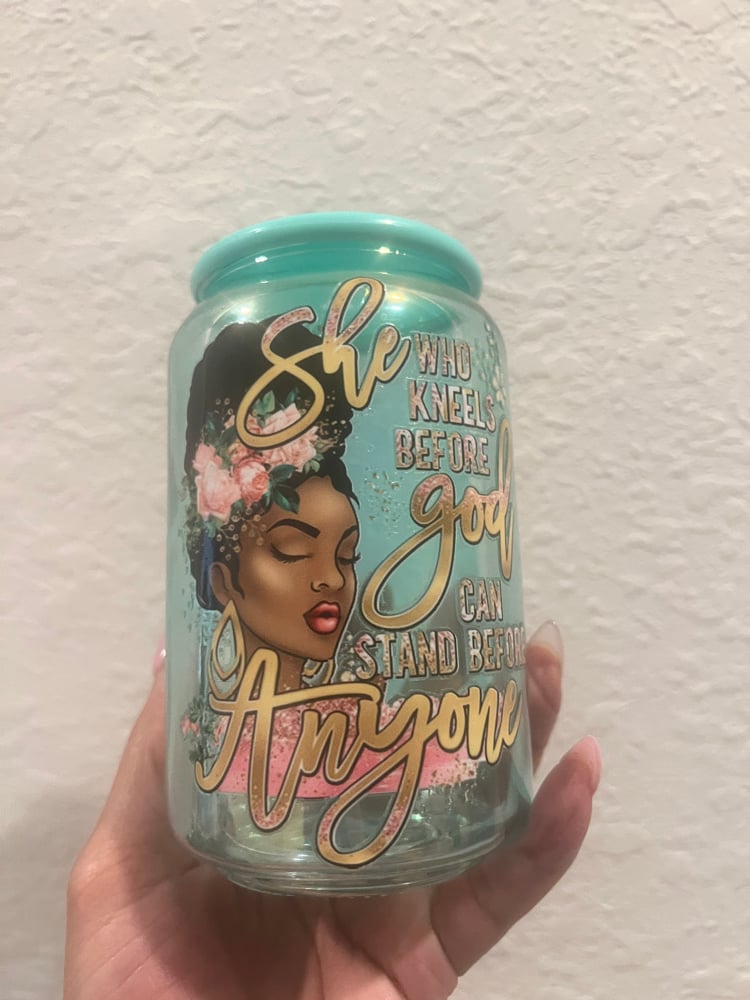 She WHO
KNEELS
BEFORE
god
CAN
STAND BEFORE
Anyone